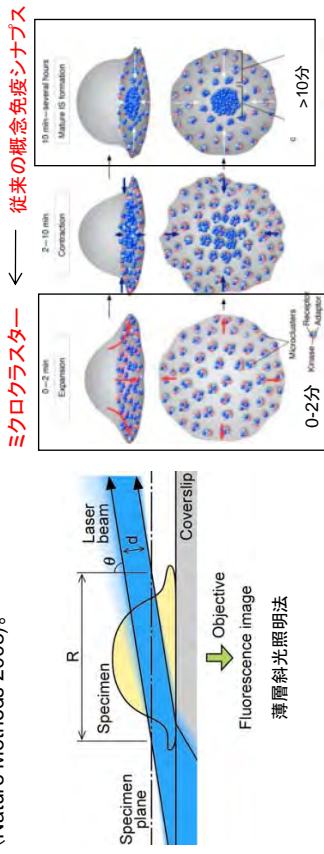 (Nature Methods 2008)。
R
Specimen
θ
Laser
beam
d
Specimen
plane
Coverslip
Objective
Fluorescence image
薄層斜光照明法
ミクロクラスター ← 従来の概念免疫シナプス
0–2 min
Expansion
2–10 min
Contraction
10 min–several hours
Mature IS formation
Microclusters
Kinase
Receptor
Adaptor
c
0-2分
>10分